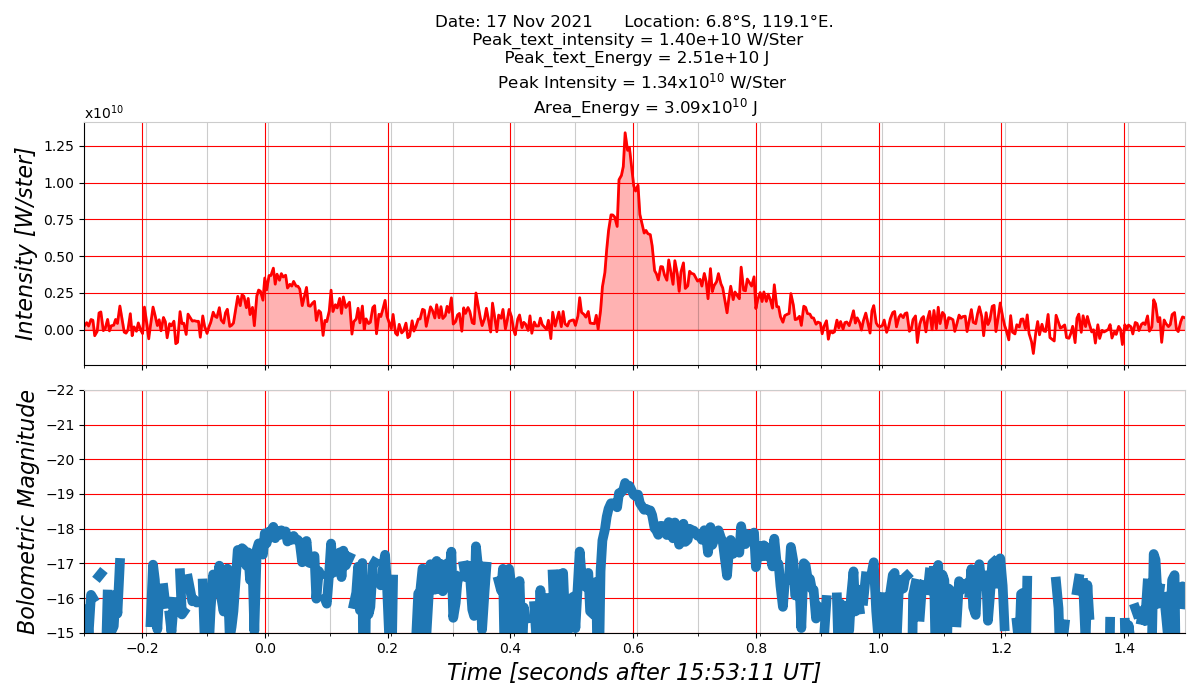 Date: 17 Nov 2021      Location: 6.8°S, 119.1°E.
Peak_text_intensity = 1.40e+10 W/Ster
Peak_text_Energy = 2.51e+10 J
Peak Intensity = 1.34x10¹⁰ W/Ster
Area_Energy = 3.09x10¹⁰ J
x10¹⁰
Intensity [W/ster]
1.25
1.00
0.75
0.50
0.25
0.00
Bolometric Magnitude
−22
−21
−20
−19
−18
−17
−16
−15
−0.2 0.0 0.2 0.4 0.6 0.8 1.0 1.2 1.4
Time [seconds after 15:53:11 UT]